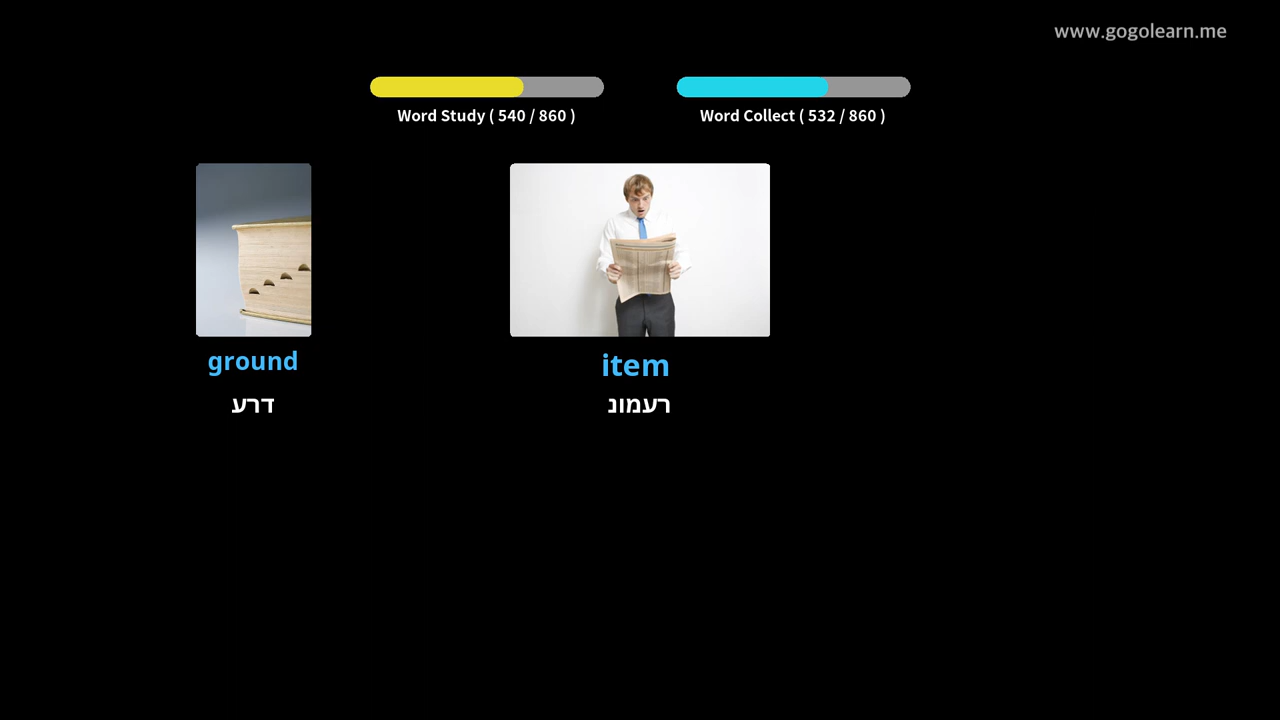 www.gogolearn.me
Word Study ( 540 / 860 )
Word Collect ( 532 / 860 )
ground
דרע
item
רעמונ